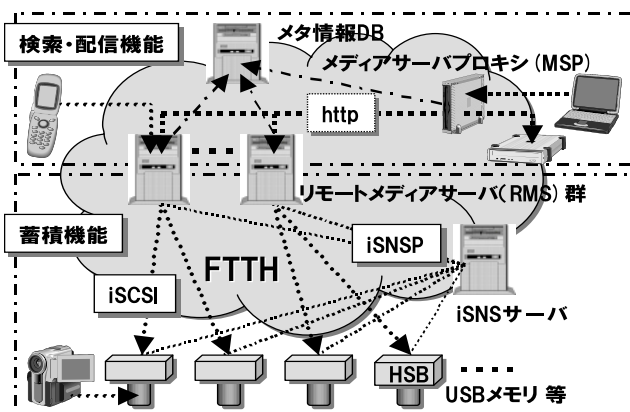 検索・配信機能
メタ情報DB
メディアサーバプロキシ(MSP)
http
リモートメディアサーバ(RMS)群
蓄積機能
iSNSP
FTTH
iSCSI
iSNSサーバ
HSB
USBメモリ 等